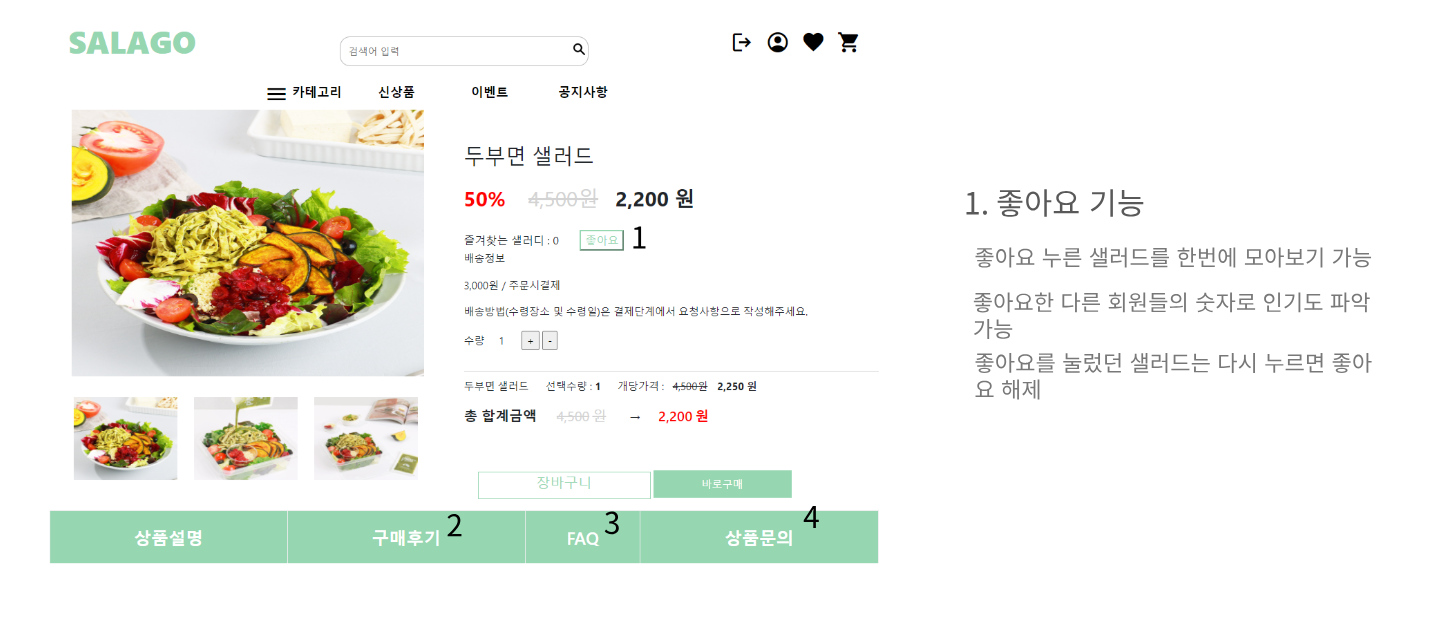 SALAGO
검색어 입력
카테고리 신상품 이벤트 공지사항
두부면 샐러드
50% 4,500원 2,200 원
즐겨찾는 샐러디 : 0 좋아요 1
배송정보
3,000원 / 주문시결제
배송방법(수령장소 및 수령일)은 결제단계에서 요청사항으로 작성해주세요.
수량 1 + -
두부면 샐러드 선택수량 : 1 개당가격 : 4,500원 2,250 원
총 합계금액 4,500 원 → 2,200 원
장바구니 바로구매
상품설명 구매후기 2 FAQ 3 상품문의 4
1. 좋아요 기능
좋아요 누른 샐러드를 한번에 모아보기 가능
좋아요한 다른 회원들의 숫자로 인기도 파악
가능
좋아요를 눌렀던 샐러드는 다시 누르면 좋아
요 해제